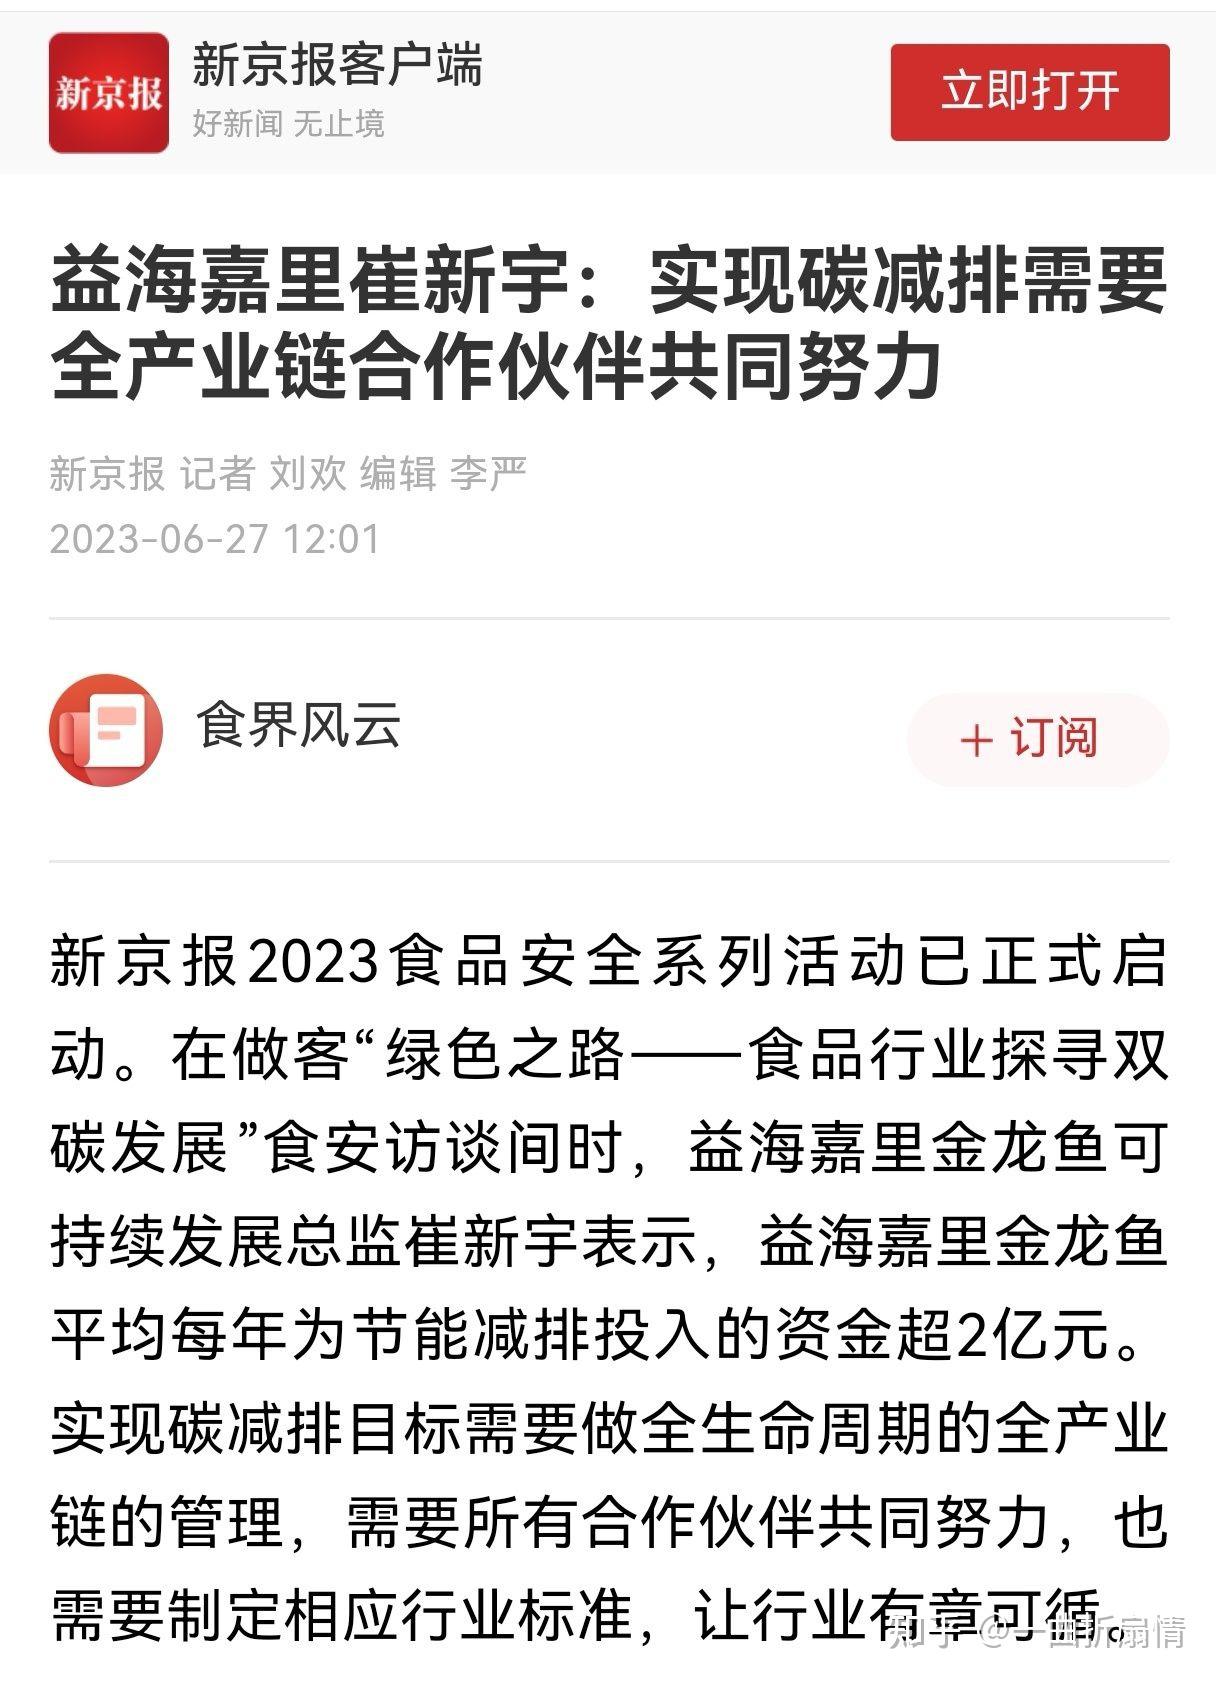 新京报
新京报客户端
好新闻 无止境
立即打开
益海嘉里崔新宇：实现碳减排需要
全产业链合作伙伴共同努力
新京报 记者 刘欢 编辑 李严
2023-06-27 12:01
食界风云
+ 订阅
新京报2023食品安全系列活动已正式启
动。在做客“绿色之路——食品行业探寻双
碳发展”食安访谈间时，益海嘉里金龙鱼可
持续发展总监崔新宇表示，益海嘉里金龙鱼
平均每年为节能减排投入的资金超2亿元。
实现碳减排目标需要做全生命周期的全产业
链的管理，需要所有合作伙伴共同努力，也
需要制定相应行业标准，让行业有章可循。
知乎 @一曲折扇情